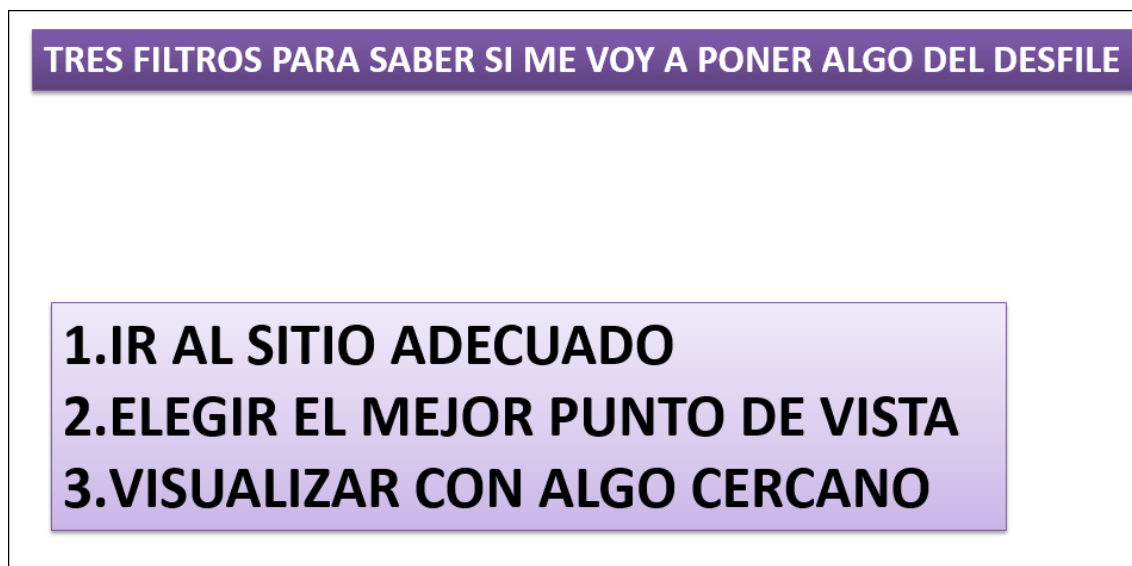 TRES FILTROS PARA SABER SI ME VOY A PONER ALGO DEL DESFILE
1.IR AL SITIO ADECUADO
2.ELEGIR EL MEJOR PUNTO DE VISTA
3.VISUALIZAR CON ALGO CERCANO